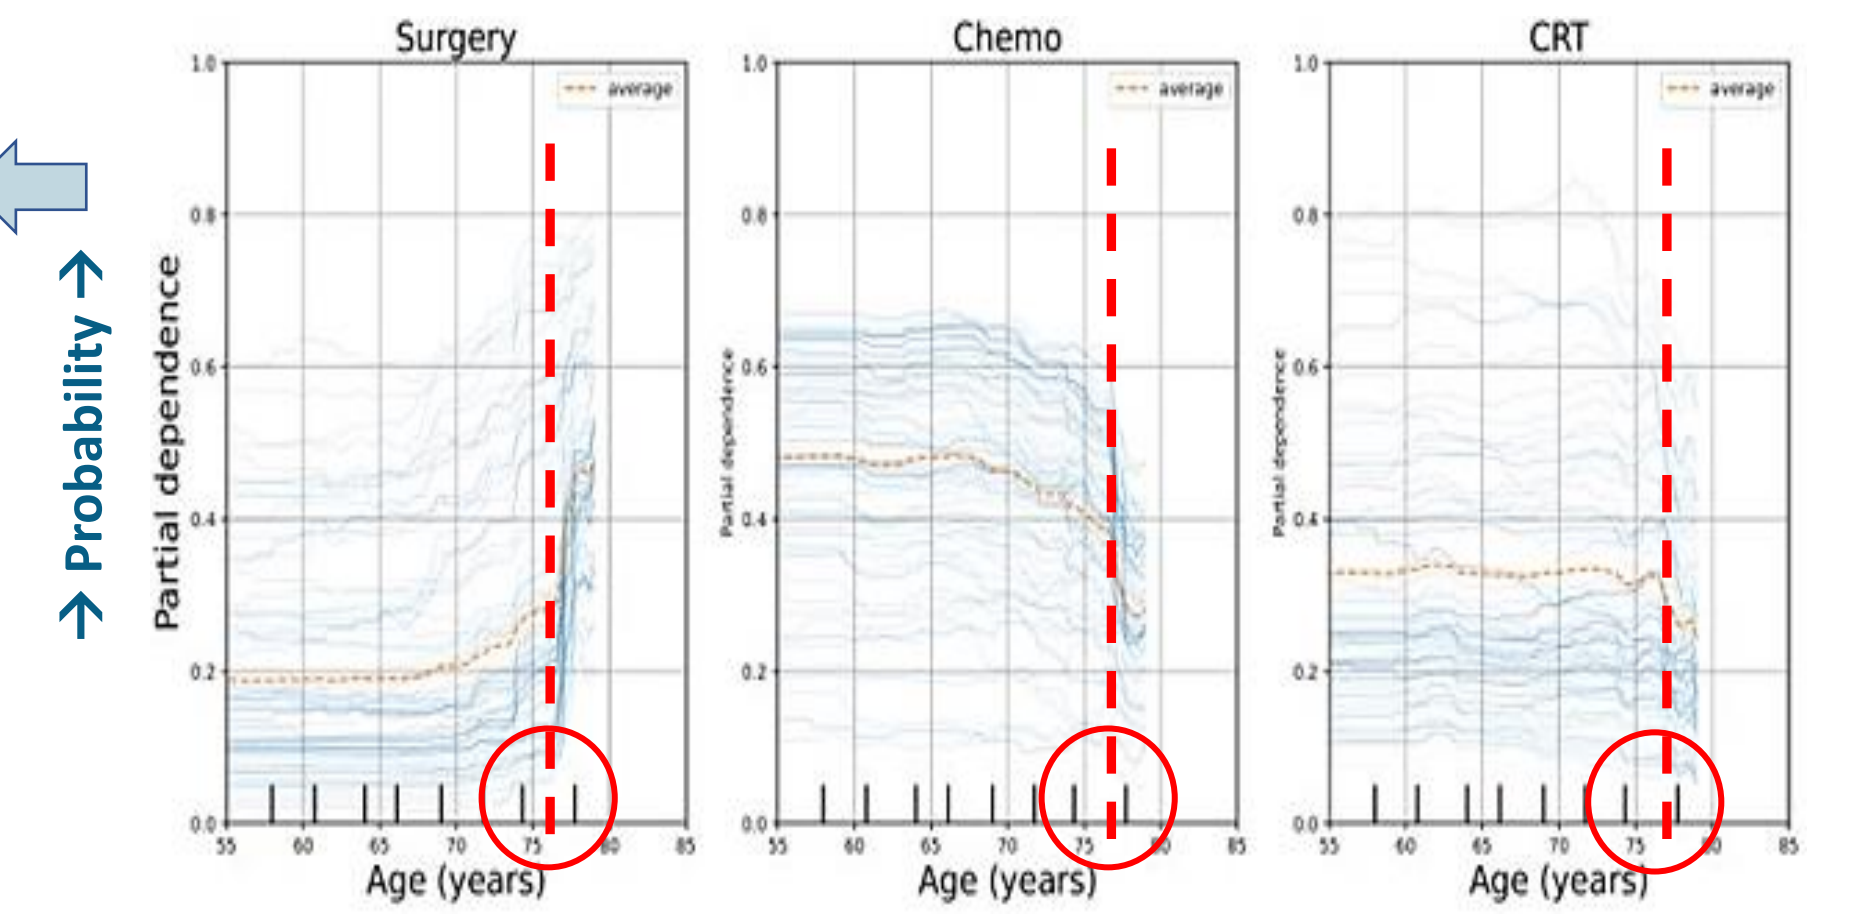 → Probability →
Surgery
Partial dependence
1.0
0.8
0.6
0.4
0.2
0.0
average
55 60 65 70 75 80 85
Age (years)
Chemo
Partial dependence
1.0
0.8
0.6
0.4
0.2
0.0
average
55 60 65 70 75 80 85
Age (years)
CRT
Partial dependence
1.0
0.8
0.6
0.4
0.2
0.0
average
55 60 65 70 75 80 85
Age (years)